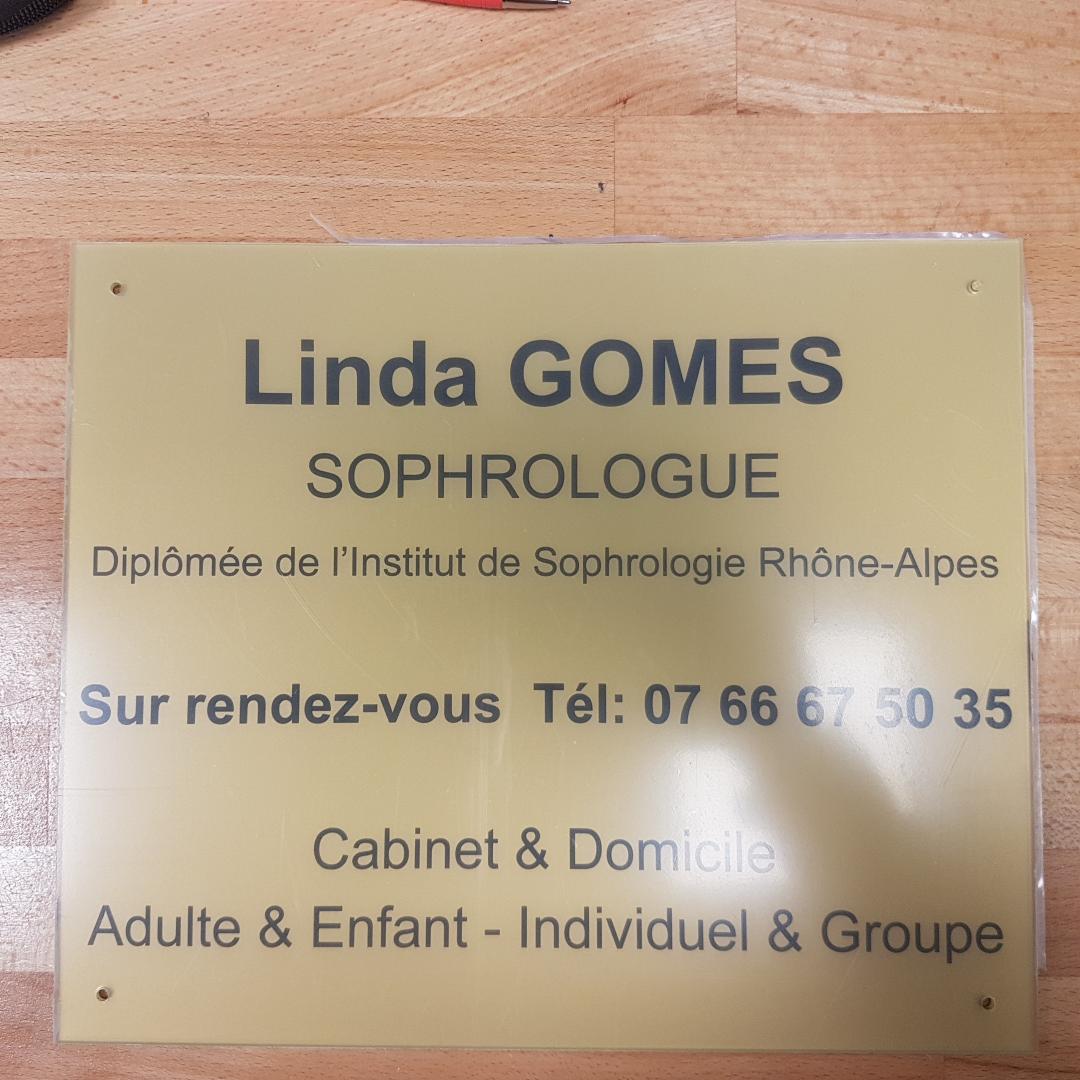 Linda GOMES
SOPHROLOGUE
Diplômée de l’Institut de Sophrologie Rhône-Alpes
Sur rendez-vous Tél: 07 66 67 50 35
Cabinet & Domicile
Adulte & Enfant - Individuel & Groupe